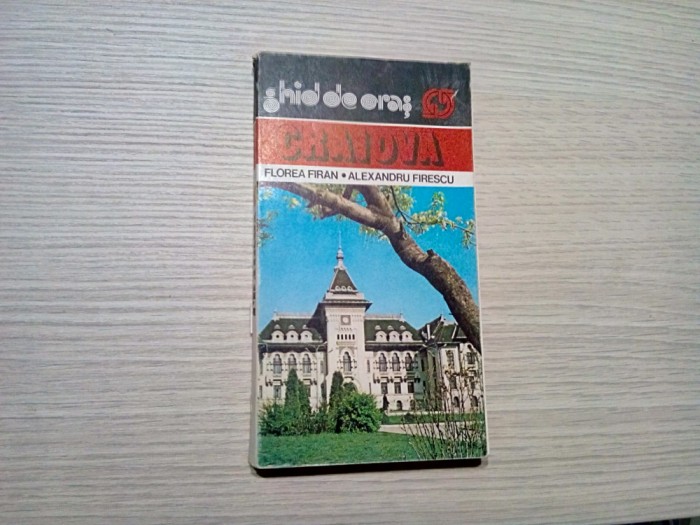 ghid de oraş
CRAIOVA
FLOREA FIRAN • ALEXANDRU FIRESCU